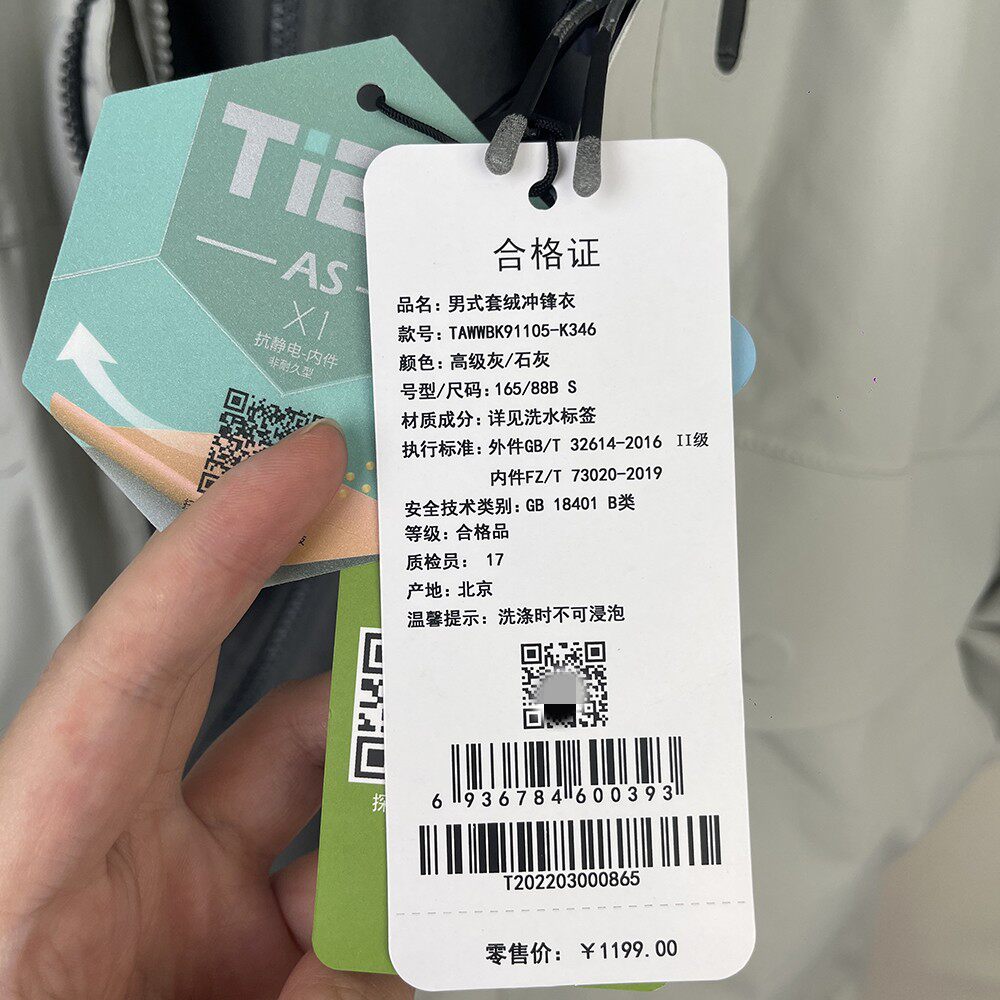 AS
X1
抗静电-内件
非耐久型
合格证
品名: 男式套绒冲锋衣
款号: TAWWBK91105-K346
颜色: 高级灰/石灰
号型/尺码: 165/88B S
材质成分: 详见洗水标签
执行标准: 外件GB/T 32614-2016 II级
内件FZ/T 73020-2019
安全技术类别: GB 18401 B类
等级: 合格品
质检员: 17
产地: 北京
温馨提示: 洗涤时不可浸泡
6 936784 600393
T202203000865
零售价: ￥1199.00
探